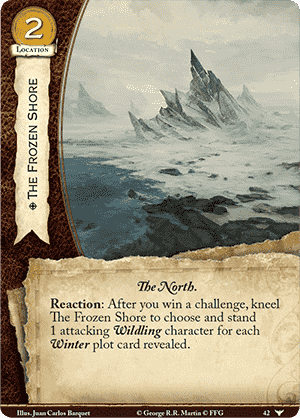 2
LOCATION
THE FROZEN SHORE
The North.
Reaction: After you win a challenge, kneel
The Frozen Shore to choose and stand
1 attacking Wildling character for each
Winter plot card revealed.
Illus. Juan Carlos Barquet
© George R.R. Martin © FFG
42